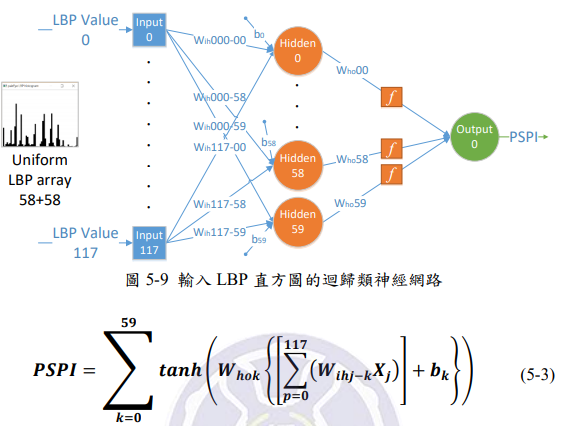 LBP Value
0
Input
0
Wih000-00
b0
Hidden
0
Who00
f
Wih000-58
Wih000-59
Wih117-00
b58
Hidden
58
Who58
f
f
Output
0
PSPI
Uniform
LBP array
58+58
Who59
LBP Value
117
Input
117
Wih117-58
Wih117-59
b59
Hidden
59
圖 5-9 輸入 LBP 直方圖的迴歸類神經網路
PSPI = ∑_{k=0}^{59} tanh(W_{hok}{[∑_{p=0}^{117}(W_{ihj-k}X_j)] + b_k}) (5-3)